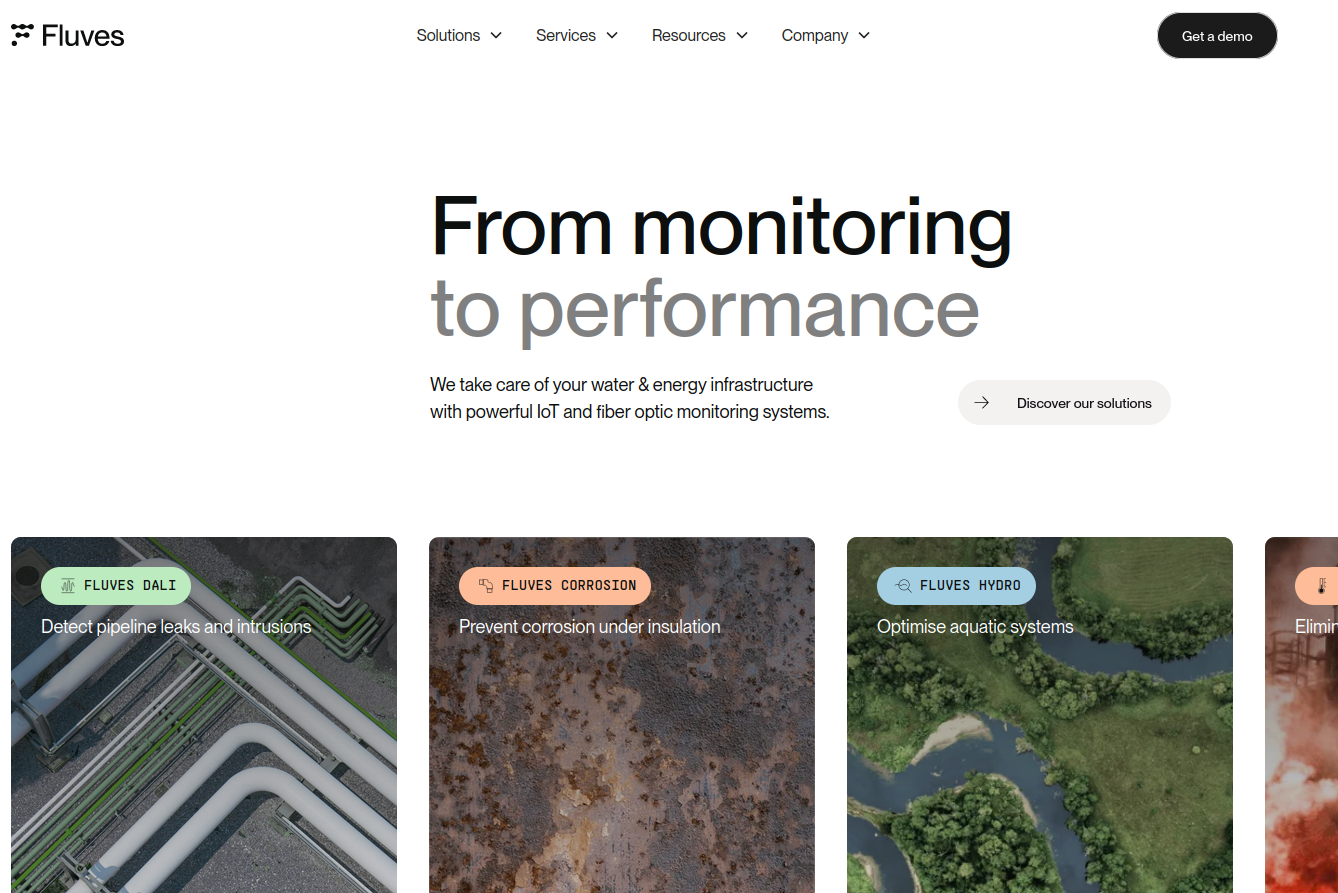 Fluves
Solutions
Services
Resources
Company
Get a demo
From monitoring
to performance
We take care of your water & energy infrastructure
with powerful IoT and fiber optic monitoring systems.
Discover our solutions
FLUVES DALI
Detect pipeline leaks and intrusions
FLUVES CORROSION
Prevent corrosion under insulation
FLUVES HYDRO
Optimise aquatic systems